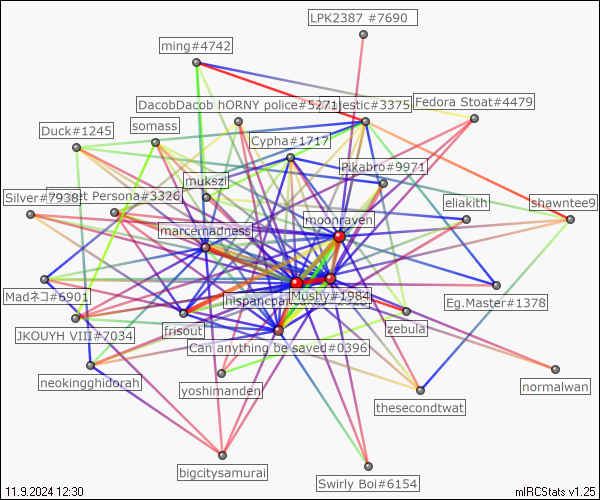 LPK2387 #7690
ming#4742
Fedora Stoat#4479
DacobDacob hORNY police#5271
ajestic#3375
somass
Duck#1245
Cypha#1717
Pikabro#9971
mukszi
Silver#7938
Persona#3326
eliakith
shawntee9
moonraven
marcemadness
Madネコ#6901
Mushy#1984
Eg.Master#1378
JKOUYH VIII#7034
frisout
zebula
Can anything be saved#0396
neokingghidorah
yoshimanden
normalwan
thesecondtwat
bigcitysamurai
Swirly Boi#6154
11.9.2024 12:30
mIRCStats v1.25